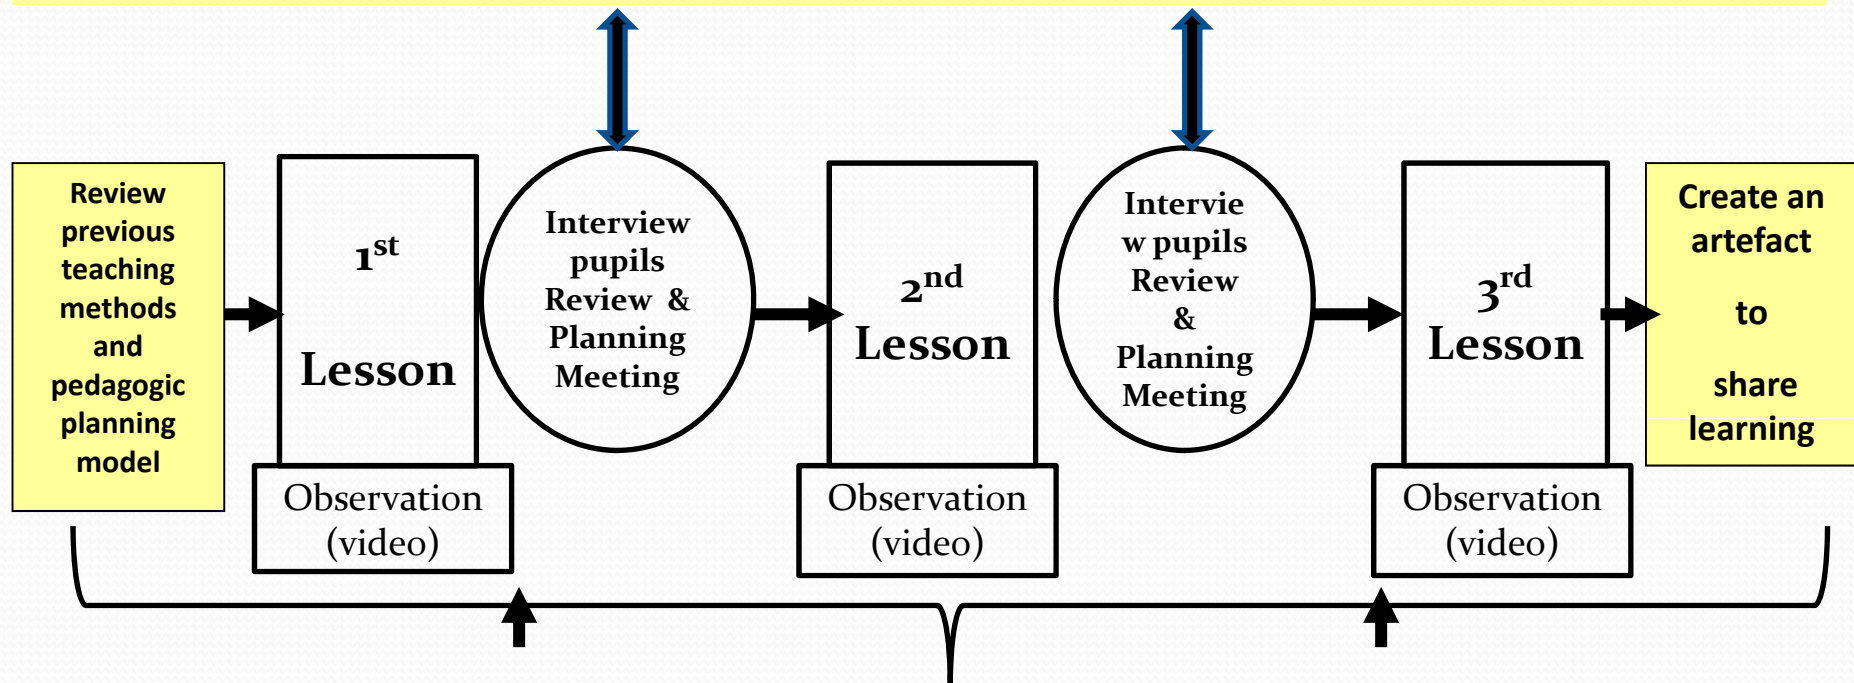 Review
previous
teaching
methods
and
pedagogic
planning
model
1st
Lesson
Observation
(video)
Interview
pupils
Review &
Planning
Meeting
2nd
Lesson
Observation
(video)
Intervie
w pupils
Review
&
Planning
Meeting
3rd
Lesson
Observation
(video)
Create an
artefact
to
share
learning